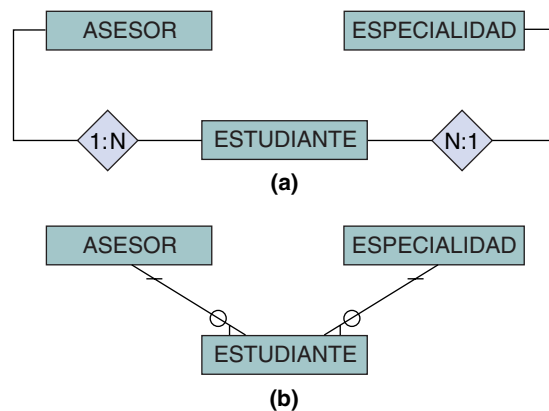 ASESOR
ESPECIALIDAD
1:N
ESTUDIANTE
N:1
(a)
ASESOR
ESPECIALIDAD
ESTUDIANTE
(b)